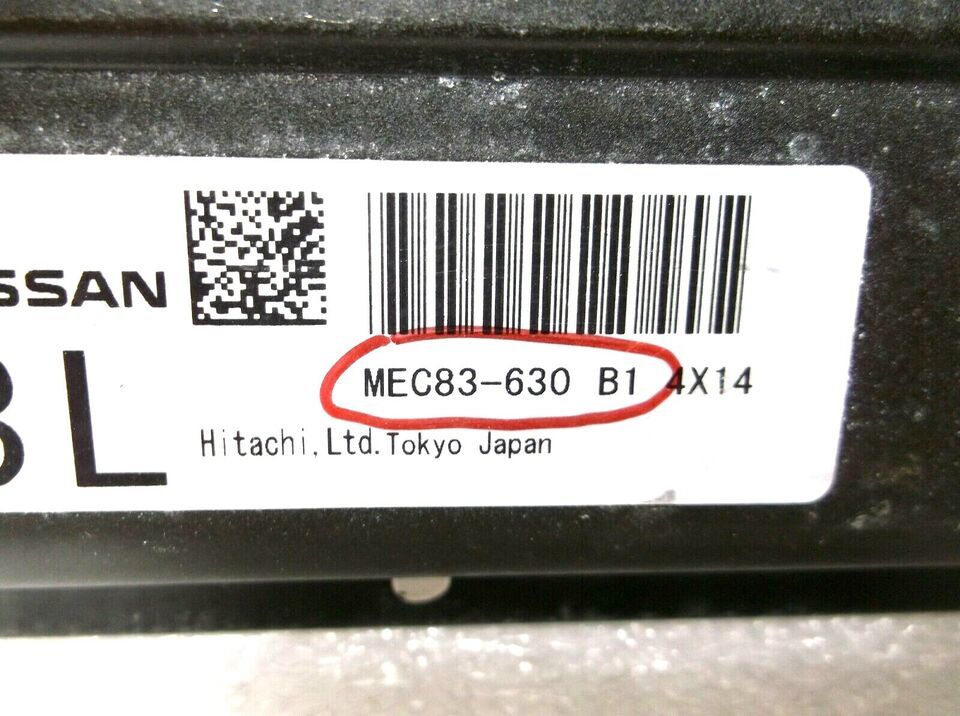 SSAN
MEC83-630 B1 4X14
L
Hitachi,Ltd.Tokyo Japan